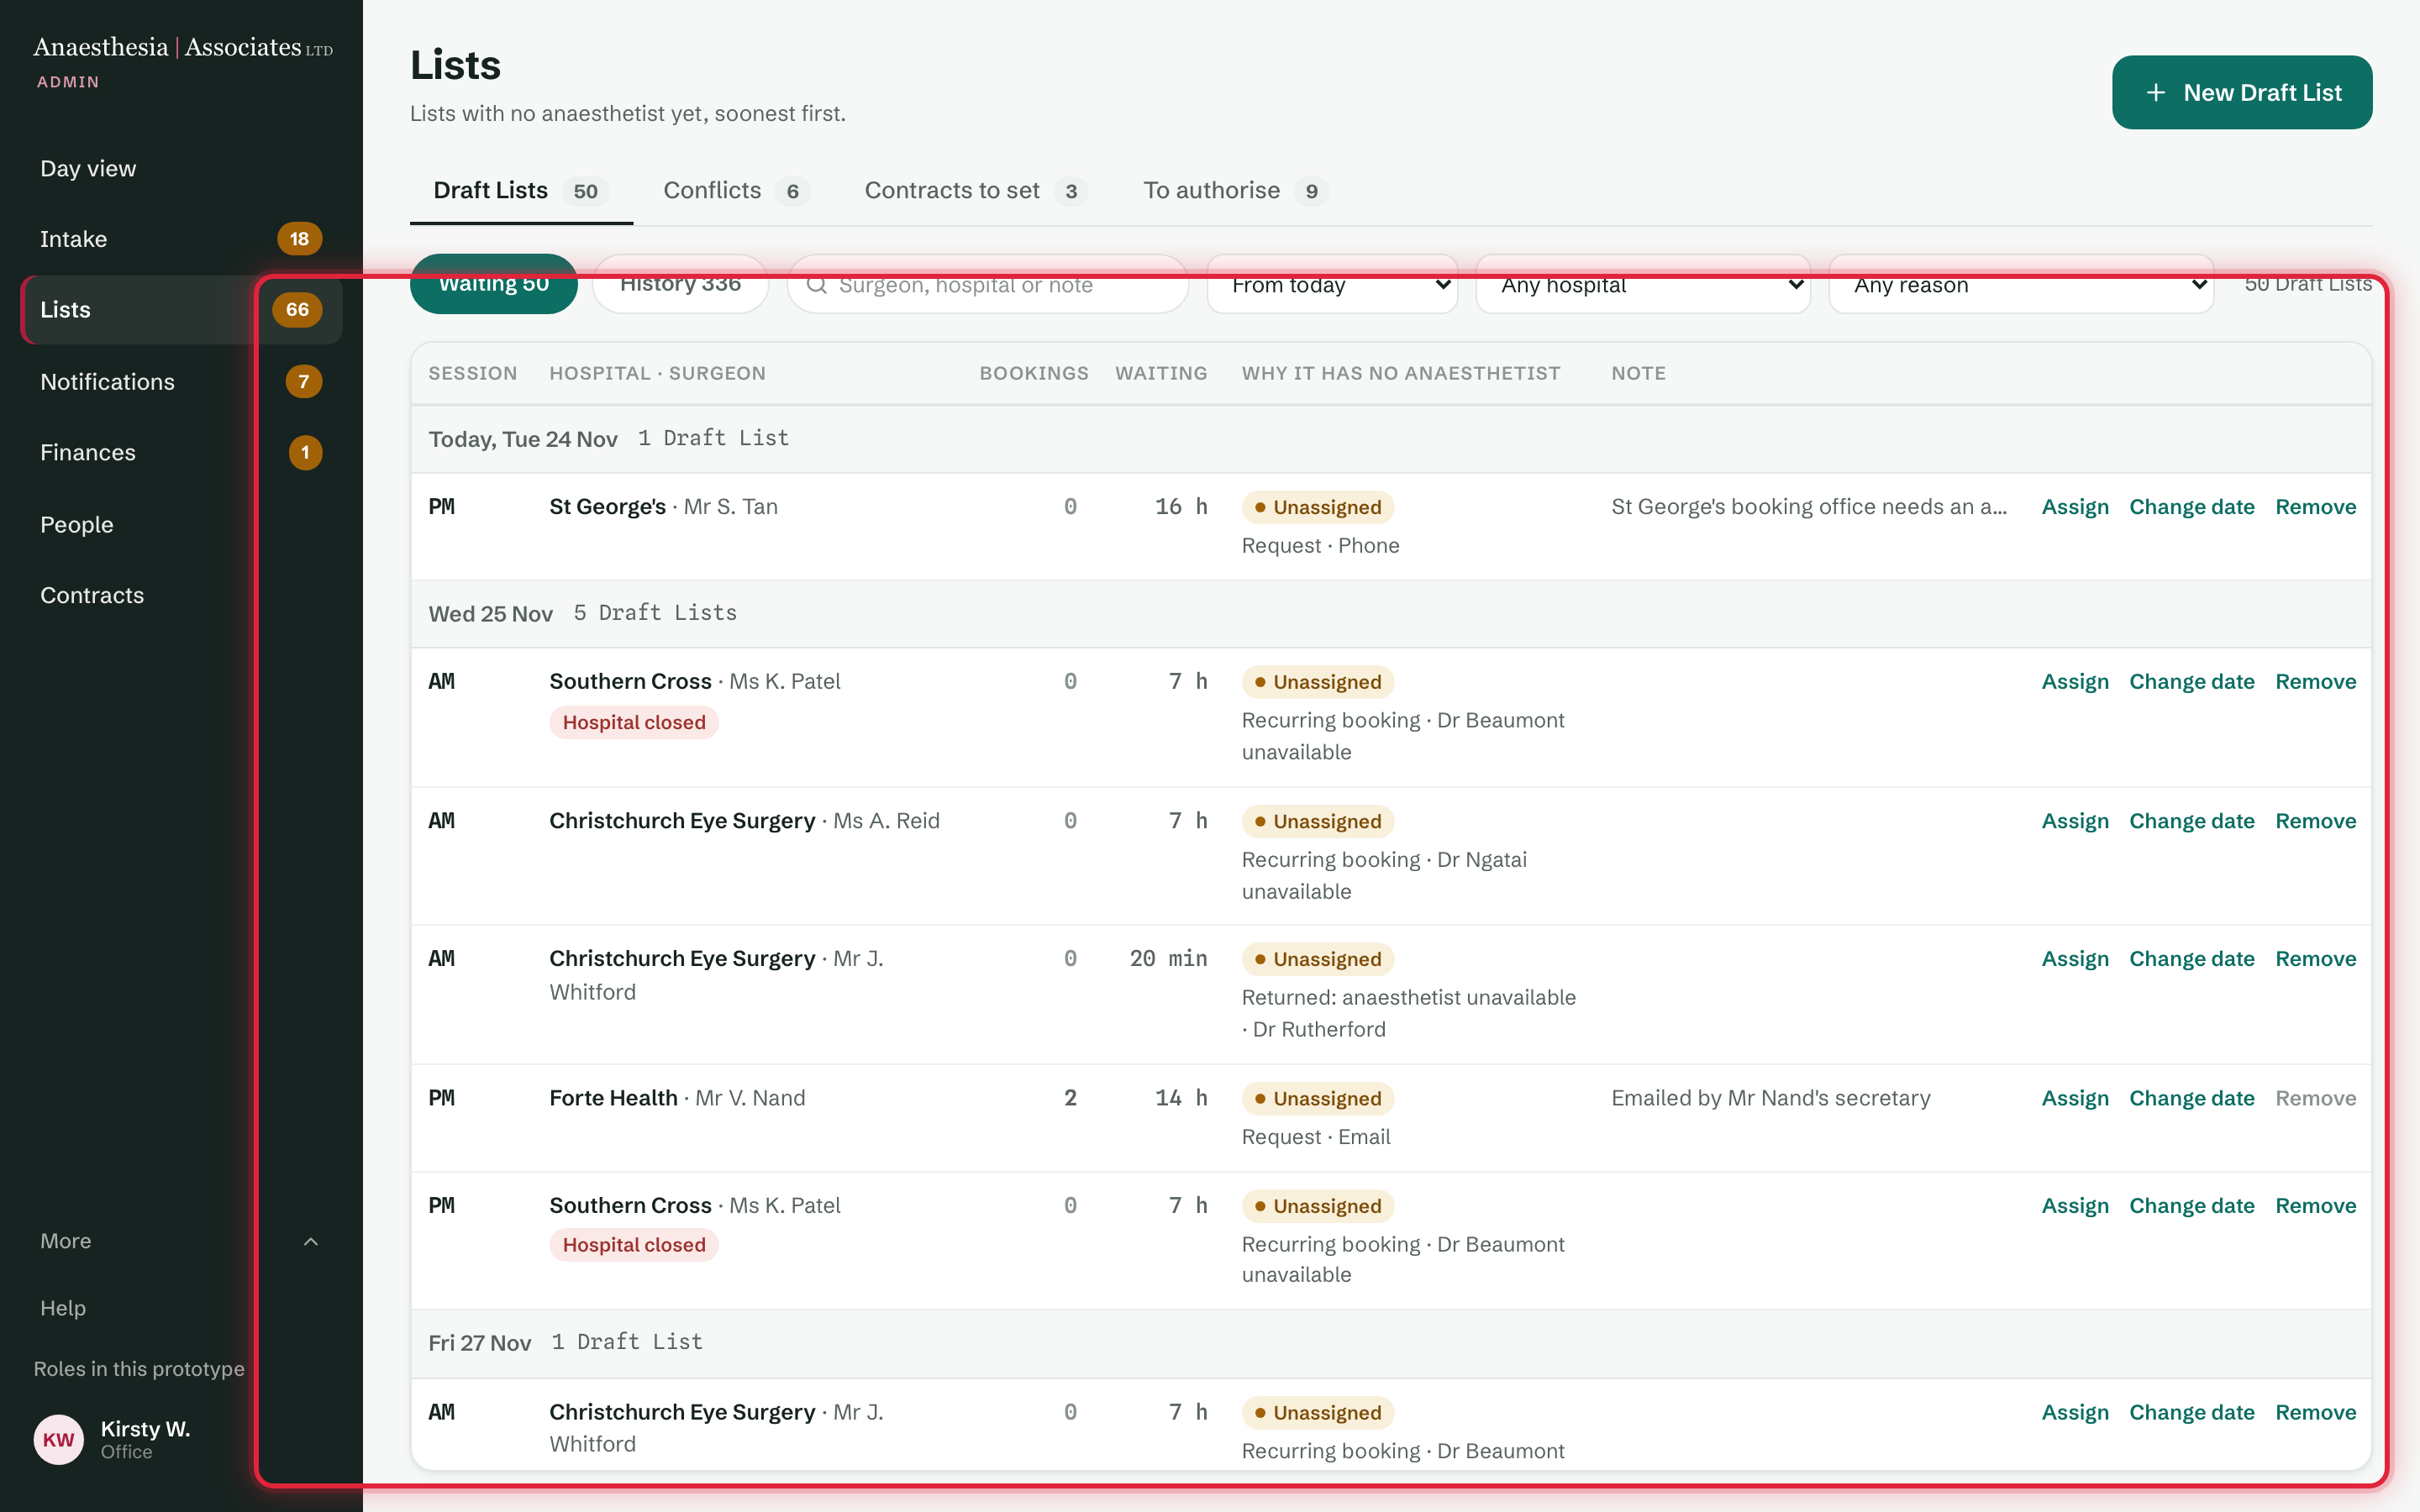 Anaesthesia | Associates LTD
ADMIN
Day view
Intake 18
Lists 66
Notifications 7
Finances 1
People
Contracts
More
Help
Roles in this prototype
KW
Kirsty W.
Office
Lists
Lists with no anaesthetist yet, soonest first.
+ New Draft List
Draft Lists 50 Conflicts 6 Contracts to set 3 To authorise 9
Waiting 50 History 336 Surgeon, hospital or note From today Any hospital Any reason 50 Draft Lists
SESSION HOSPITAL · SURGEON BOOKINGS WAITING WHY IT HAS NO ANAESTHETIST NOTE
Today, Tue 24 Nov 1 Draft List
PM St George's · Mr S. Tan 0 16 h Unassigned St George's booking office needs an a... Assign Change date Remove
Request · Phone
Wed 25 Nov 5 Draft Lists
AM Southern Cross · Ms K. Patel 0 7 h Unassigned Assign Change date Remove
Hospital closed Recurring booking · Dr Beaumont
unavailable
AM Christchurch Eye Surgery · Ms A. Reid 0 7 h Unassigned Assign Change date Remove
Recurring booking · Dr Ngatai
unavailable
AM Christchurch Eye Surgery · Mr J. 0 20 min Unassigned Assign Change date Remove
Whitford Returned: anaesthetist unavailable
· Dr Rutherford
PM Forte Health · Mr V. Nand 2 14 h Unassigned Emailed by Mr Nand's secretary Assign Change date Remove
Request · Email
PM Southern Cross · Ms K. Patel 0 7 h Unassigned Assign Change date Remove
Hospital closed Recurring booking · Dr Beaumont
unavailable
Fri 27 Nov 1 Draft List
AM Christchurch Eye Surgery · Mr J. 0 7 h Unassigned Assign Change date Remove
Whitford Recurring booking · Dr Beaumont